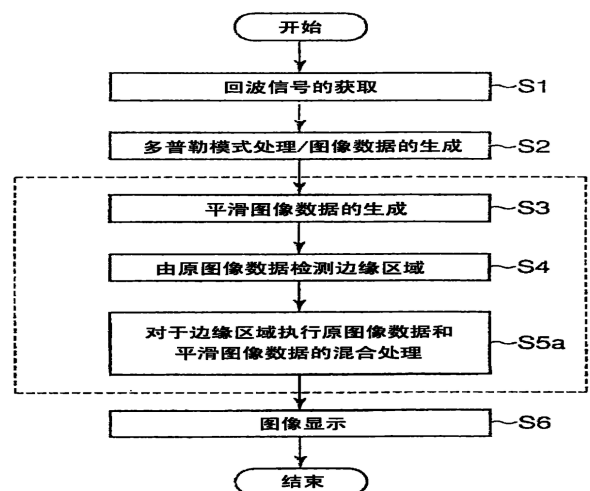 开始
回波信号的获取 S1
多普勒模式处理/图像数据的生成 S2
平滑图像数据的生成 S3
由原图像数据检测边缘区域 S4
对于边缘区域执行原图像数据和
平滑图像数据的混合处理 S5a
图像显示 S6
结束